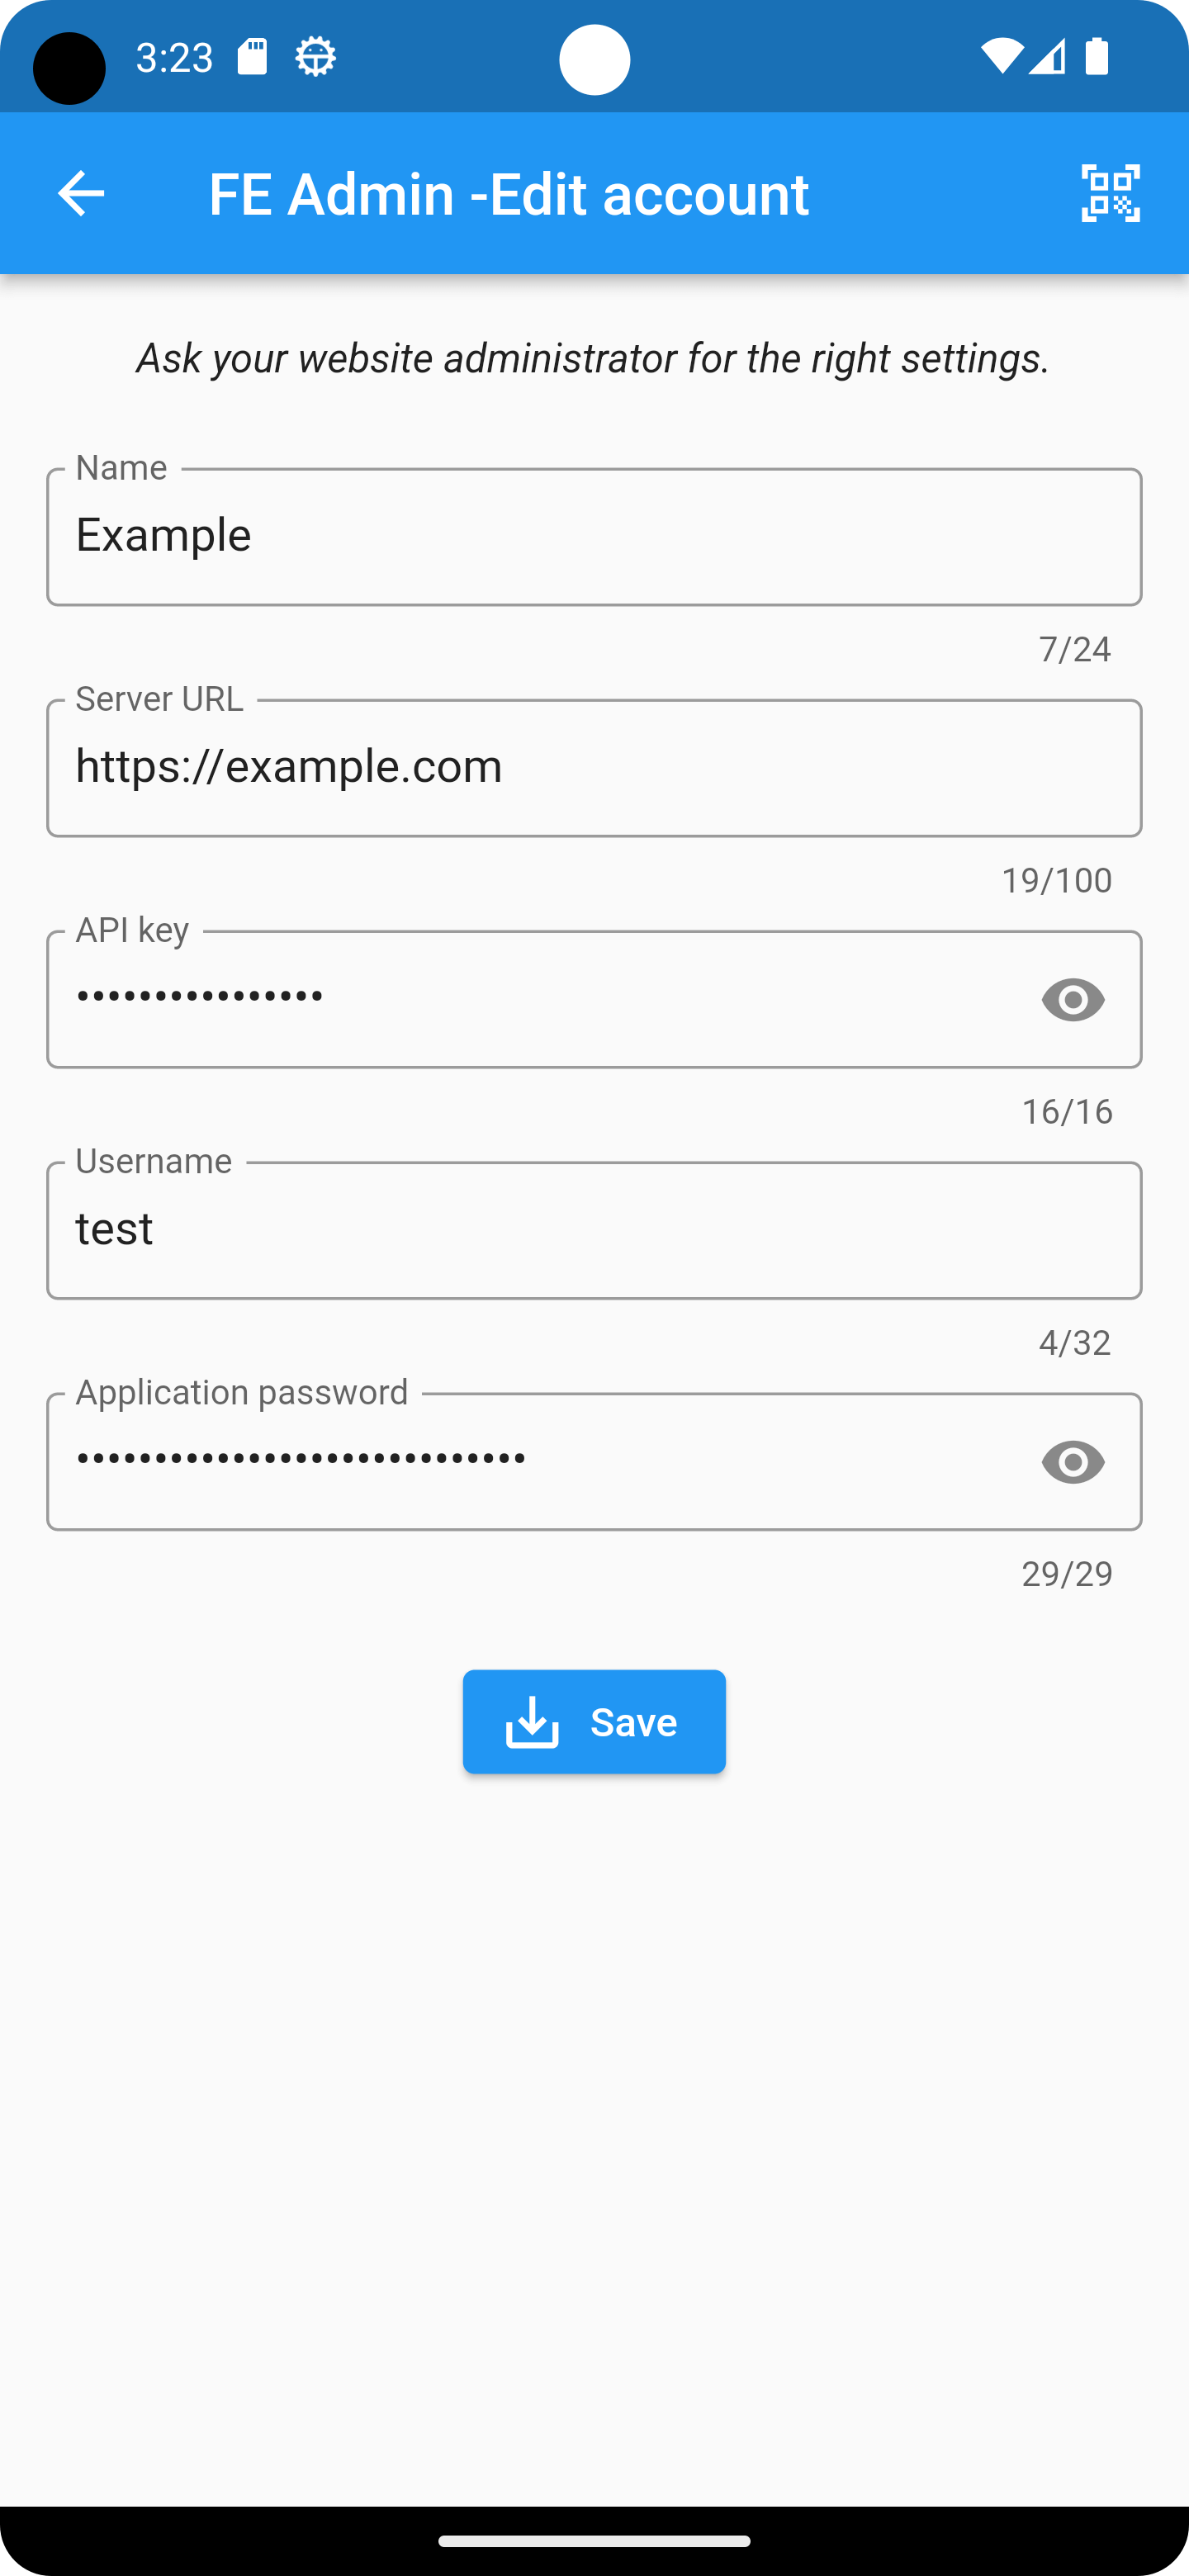 3:23
FE Admin -Edit account
Ask your website administrator for the right settings.
Name
Example
7/24
Server URL
https://example.com
19/100
API key
••••••••••••••••
16/16
Username
test
4/32
Application password
•••••••••••••••••••••••••••••
29/29
Save